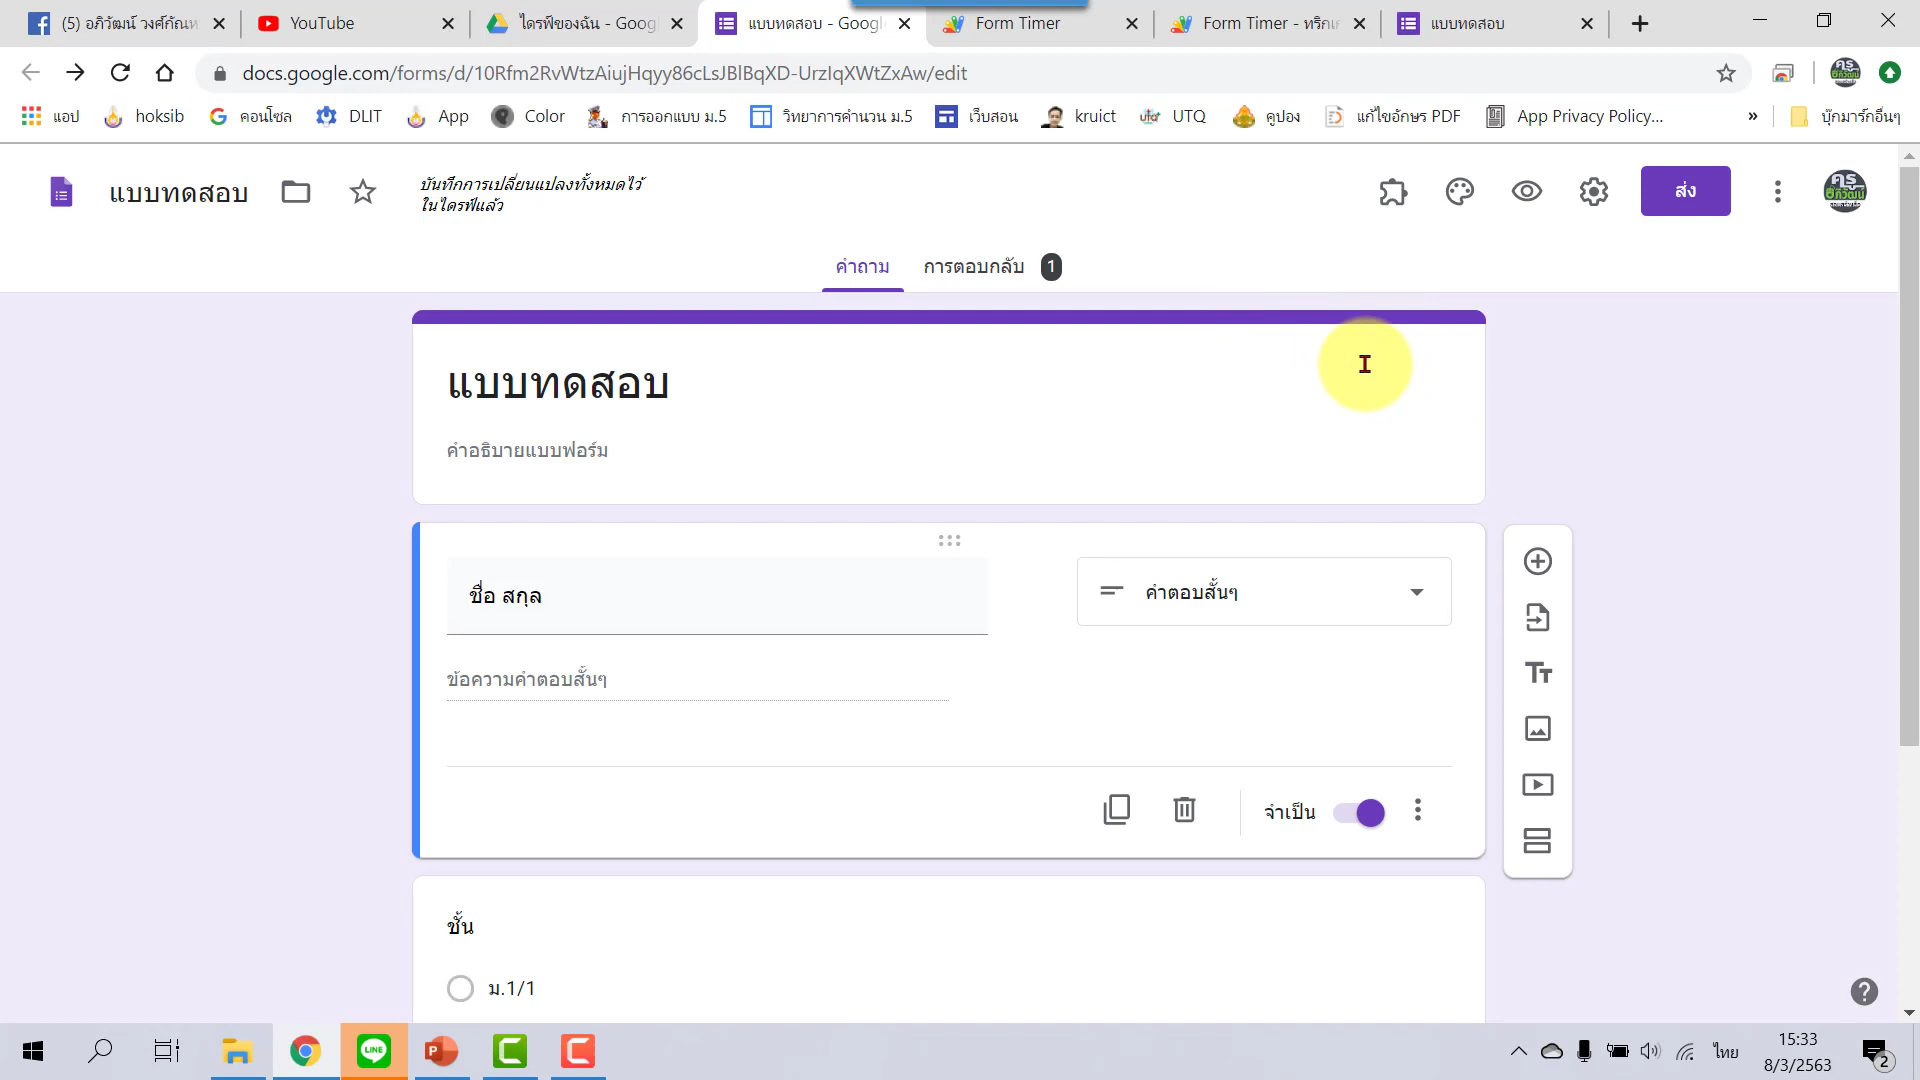 (5) อภิวัฒน์ วงศ์กัณห
YouTube
ไดรฟ์ของฉัน - Goog
แบบทดสอบ - Googl
Form Timer
Form Timer - ทริกเก
แบบทดสอบ
docs.google.com/forms/d/10Rfm2RvWtzAiujHqyy86cLsJBlBqXD-UrzIqXWtZxAw/edit
แอป
hoksib
คอนโซล
DLIT
App
Color
การออกแบบ ม.5
วิทยาการคำนวน ม.5
เว็บสอน
kruict
UTQ
คูปอง
แก้ไขอักษร PDF
App Privacy Policy...
»
บุ๊กมาร์กอื่นๆ
แบบทดสอบ
บันทึกการเปลี่ยนแปลงทั้งหมดไว้
ในไดรฟ์แล้ว
ส่ง
คำถาม
การตอบกลับ 1
แบบทดสอบ
คำอธิบายแบบฟอร์ม
ชื่อ สกุล
คำตอบสั้นๆ
ข้อความคำตอบสั้นๆ
จำเป็น
ชั้น
ม.1/1
LINE
ไทย
15:33
8/3/2563
2